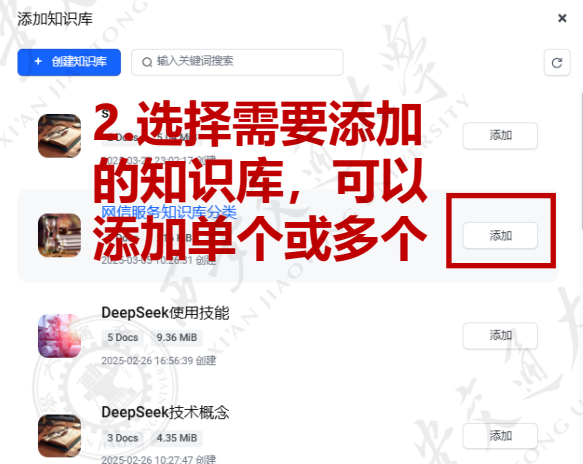 添加知识库
+ 创建知识库
输入关键词搜索
2.选择需要添加
的知识库，可以
添加单个或多个
添加
网信服务知识库分类
添加
DeepSeek使用技能
5 Docs 9.36 MiB
2025-02-26 16:56:39 创建
添加
DeepSeek技术概念
3 Docs 4.35 MiB
2025-02-26 10:27:47 创建
添加